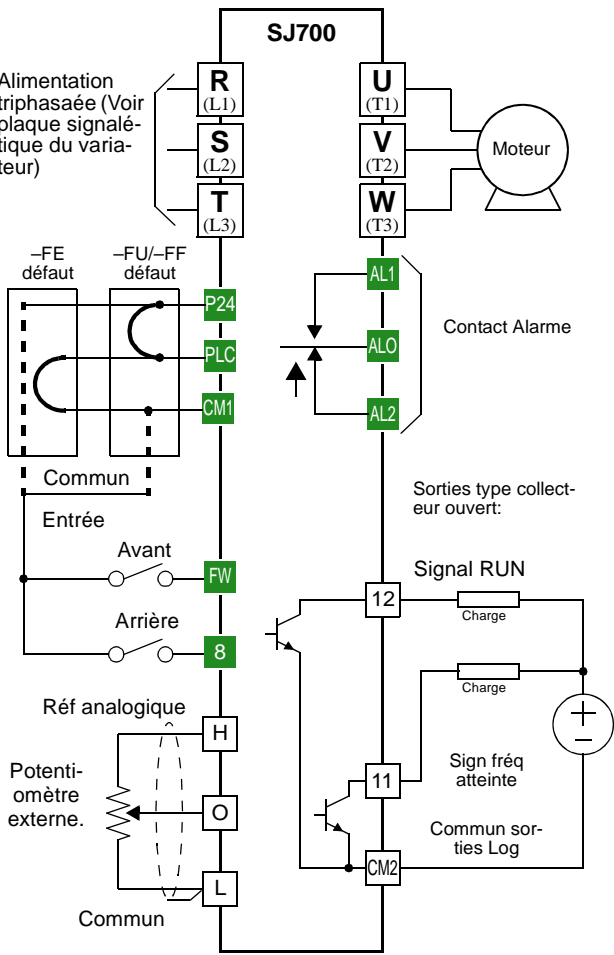 SJ700
Alimentation
triphasaée (Voir
plaque signalé-
tique du varia-
teur)
R
(L1)
S
(L2)
T
(L3)
U
(T1)
V
(T2)
W
(T3)
Moteur
–FE
défaut
–FU/–FF
défaut
P24
PLC
CM1
AL1
AL0
AL2
Contact Alarme
Commun
Entrée
Avant
FW
Arrière
8
Sorties type collect-
eur ouvert:
Signal RUN
12
Charge
Charge
+
–
Réf analogique
H
Potenti-
omètre
externe.
O
L
Commun
11
Sign fréq
atteinte
Commun sor-
ties Log
CM2